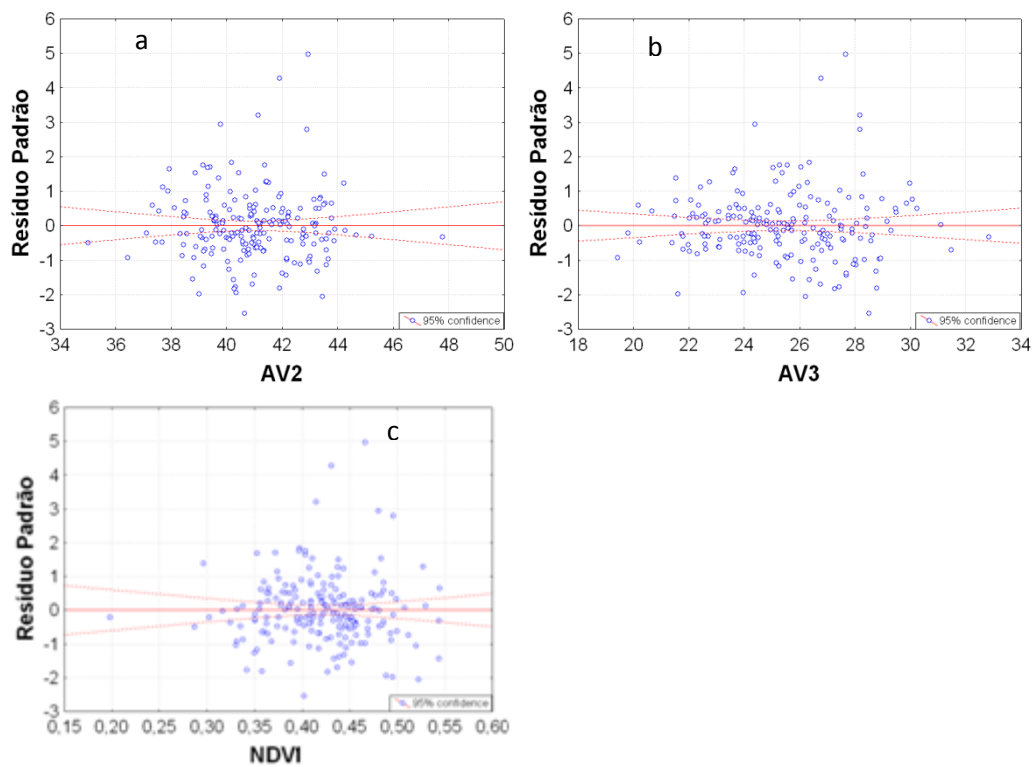 a
Resíduo Padrão
6
5
4
3
2
1
0
-1
-2
-3
34 36 38 40 42 44 46 48 50
AV2
95% confidence
b
Resíduo Padrão
6
5
4
3
2
1
0
-1
-2
-3
18 20 22 24 26 28 30 32 34
AV3
95% confidence
c
Resíduo Padrão
6
5
4
3
2
1
0
-1
-2
-3
0,15 0,20 0,25 0,30 0,35 0,40 0,45 0,50 0,55 0,60
NDVI
95% confidence